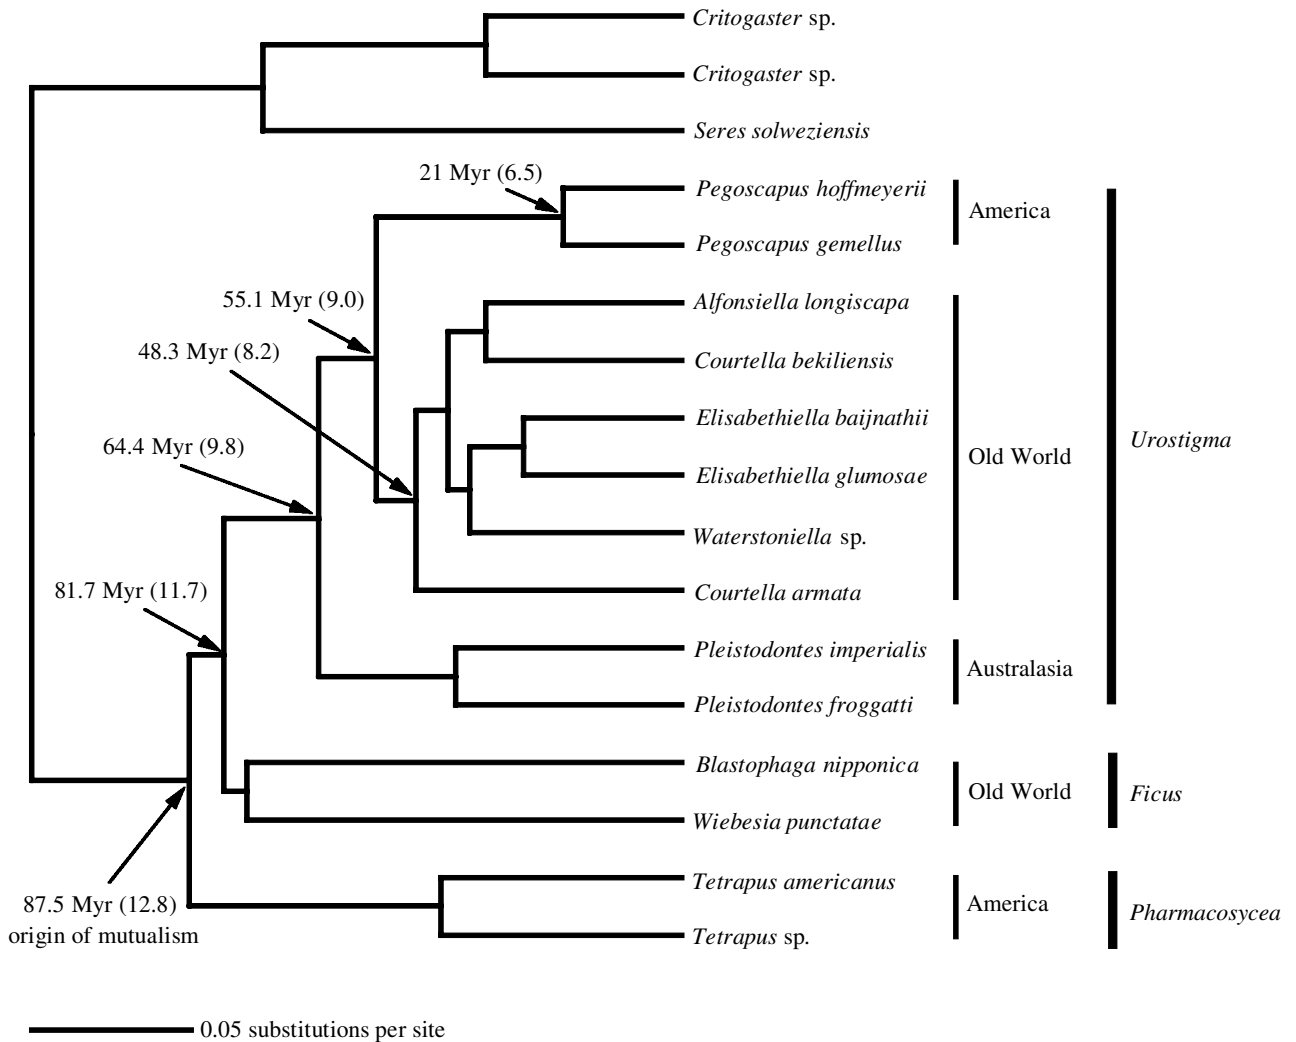 Critogaster sp.
Critogaster sp.
Seres solweziensis
21 Myr (6.5)
Pegoscapus hoffmeyerii
America
Pegoscapus gemellus
55.1 Myr (9.0)
Alfonsiella longiscapa
48.3 Myr (8.2)
Courtella bekiliensis
Elisabethiella baijnathii
Urostigma
64.4 Myr (9.8)
Old World
Elisabethiella glumosae
Waterstoniella sp.
81.7 Myr (11.7)
Courtella armata
Pleistodontes imperialis
Australasia
Pleistodontes froggatti
Blastophaga nipponica
Old World
Ficus
Wiebesia punctatae
Tetrapus americanus
America
Pharmacosycea
87.5 Myr (12.8)
origin of mutualism
Tetrapus sp.
0.05 substitutions per site